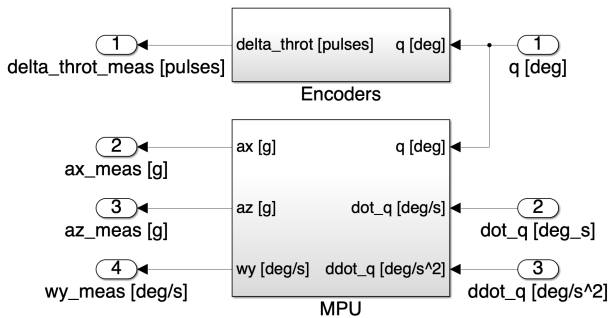 1 delta_throt [pulses] q [deg] 1
delta_throt_meas [pulses] q [deg]
Encoders
2 ax [g] q [deg]
ax_meas [g]
3 az [g] dot_q [deg/s] 2
az_meas [g] dot_q [deg_s]
4 wy [deg/s] ddot_q [deg/s^2] 3
wy_meas [deg/s] ddot_q [deg/s^2]
MPU